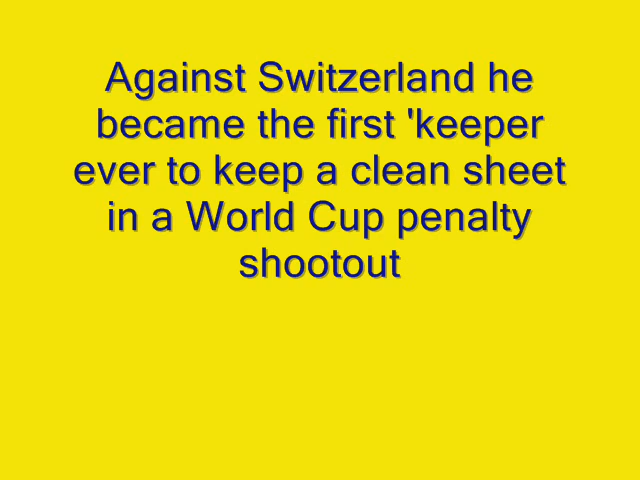 Against Switzerland he
became the first 'keeper
ever to keep a clean sheet
in a World Cup penalty
shootout